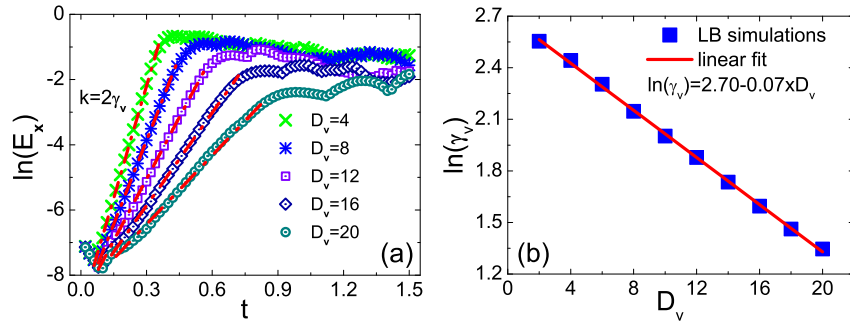 0
-2
-4
-6
-8
0.0 0.3 0.6 0.9 1.2 1.5
ln(E_x)
t
k=2γ_v
D_v=4
D_v=8
D_v=12
D_v=16
D_v=20
(a)
2.7
2.4
2.1
1.8
1.5
1.2
0 4 8 12 16 20
ln(γ_v)
D_v
LB simulations
linear fit
ln(γ_v)=2.70-0.07xD_v
(b)